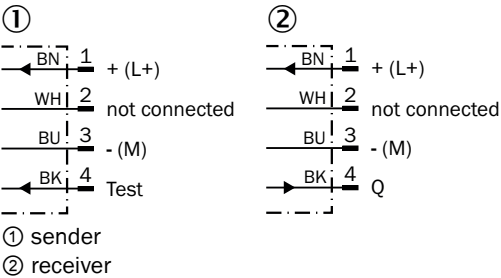 ① ②
BN 1 + (L+) BN 1 + (L+)
WH 2 not connected WH 2 not connected
BU 3 - (M) BU 3 - (M)
BK 4 Test BK 4 Q
① sender
② receiver